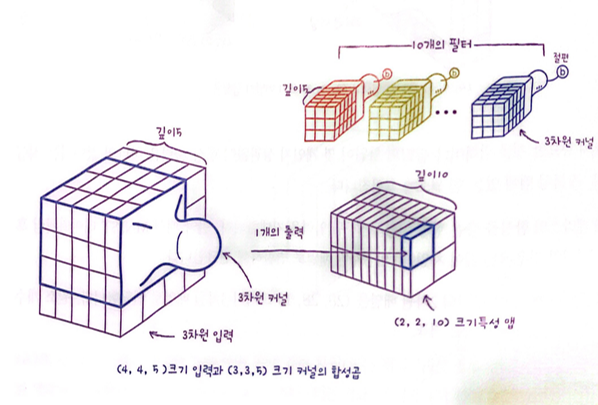 10개의 필터
절편
b
b
b
깊이5
3차원 커널
깊이5
깊이10
1개의 출력
3차원 커널
3차원 입력
(2, 2, 10) 크기특성 맵
(4, 4, 5)크기 입력과 (3,3,5) 크기 커널의 합성곱